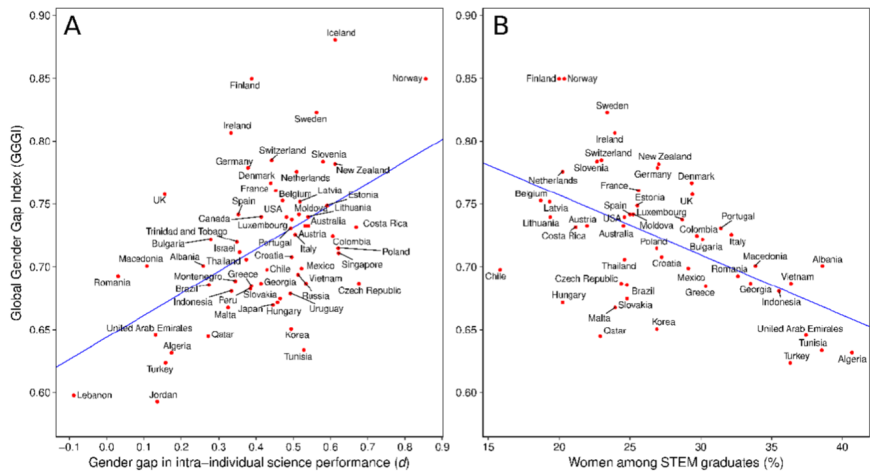 A
0.90
0.85
0.80
0.75
0.70
0.65
0.60
Global Gender Gap Index (GGGI)
Iceland
Norway
Finland
Sweden
Ireland
Switzerland
Slovenia
Germany
New Zealand
Netherlands
Denmark
France
Belgium
Latvia
Estonia
UK
Spain
Moldova
Lithuania
Canada
USA
Australia
Luxembourg
Costa Rica
Trinidad and Tobago
Austria
Bulgaria
Portugal
Colombia
Israel
Italy
Poland
Albania
Thailand
Croatia
Singapore
Macedonia
Romania
Montenegro
Greece
Chile
Mexico
Brazil
Georgia
Vietnam
Czech Republic
Indonesia
Peru
Slovakia
Russia
Malta
Japan
Hungary
Uruguay
United Arab Emirates
Qatar
Korea
Algeria
Tunisia
Turkey
Lebanon
Jordan
−0.1 0.0 0.1 0.2 0.3 0.4 0.5 0.6 0.7 0.8 0.9
Gender gap in intra−individual science performance (d)
B
0.90
0.85
0.80
0.75
0.70
0.65
0.60
Finland
Norway
Sweden
Ireland
Switzerland
Slovenia
New Zealand
Germany
Netherlands
Denmark
France
Belgium
Estonia
UK
Latvia
Spain
Luxembourg
Moldova
Austria
USA
Costa Rica
Australia
Colombia
Portugal
Bulgaria
Italy
Poland
Croatia
Chile
Thailand
Mexico
Macedonia
Albania
Romania
Czech Republic
Brazil
Greece
Georgia
Vietnam
Hungary
Slovakia
Indonesia
Malta
Qatar
Korea
United Arab Emirates
Tunisia
Turkey
Algeria
15 20 25 30 35 40
Women among STEM graduates (%)